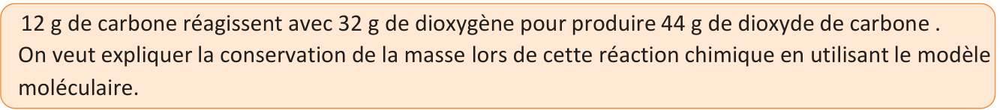 12 g de carbone réagissent avec 32 g de dioxygène pour produire 44 g de dioxyde de carbone .
On veut expliquer la conservation de la masse lors de cette réaction chimique en utilisant le modèle
moléculaire.